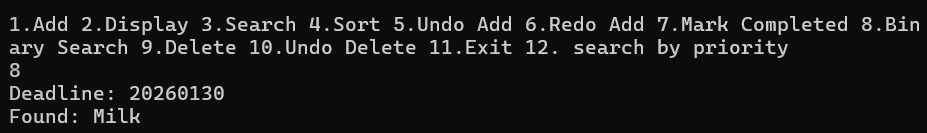 1.Add 2.Display 3.Search 4.Sort 5.Undo Add 6.Redo Add 7.Mark Completed 8.Bin
ary Search 9.Delete 10.Undo Delete 11.Exit 12. search by priority
8
Deadline: 20260130
Found: Milk